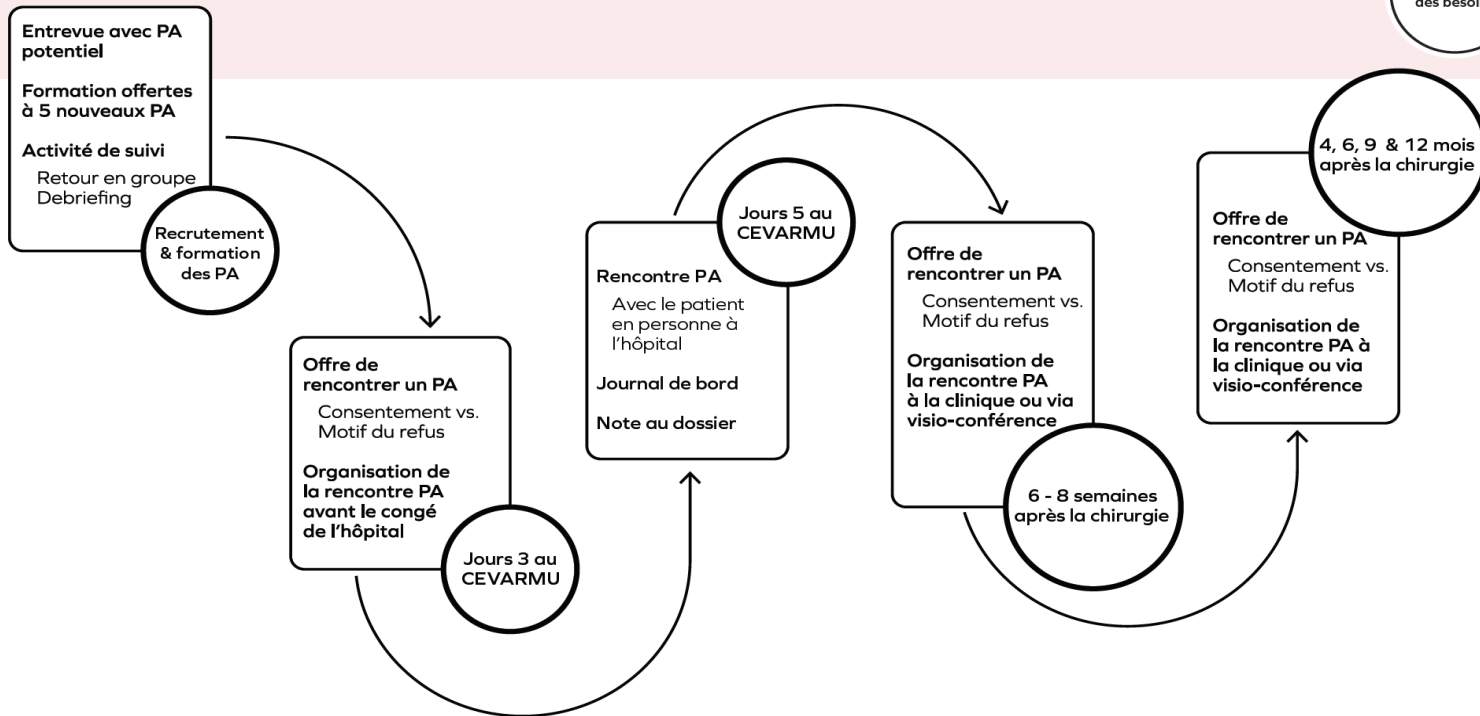 Entrevue avec PA
potentiel
Formation offertes
à 5 nouveaux PA
Activité de suivi
Retour en groupe
Debriefing
Recrutement
& formation
des PA
Offre de
rencontrer un PA
Consentement vs.
Motif du refus
Organisation de
la rencontre PA
avant le congé
de l'hôpital
Jours 3 au
CEVARMU
Jours 5 au
CEVARMU
Rencontre PA
Avec le patient
en personne à
l'hôpital
Journal de bord
Note au dossier
Offre de
rencontrer un PA
Consentement vs.
Motif du refus
Organisation de
la rencontre PA
à la clinique ou via
visio-conférence
6 - 8 semaines
après la chirurgie
4, 6, 9 & 12 mois
après la chirurgie
Offre de
rencontrer un PA
Consentement vs.
Motif du refus
Organisation de
la rencontre PA à
la clinique ou via
visio-conférence
des